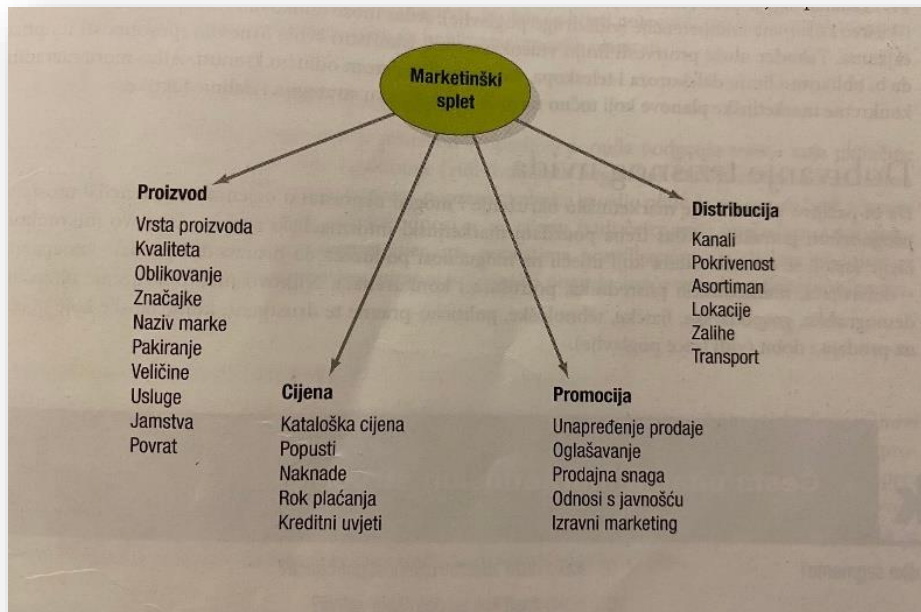 Marketinški
splet
Proizvod
Vrsta proizvoda
Kvaliteta
Oblikovanje
Značajke
Naziv marke
Pakiranje
Veličine
Usluge
Jamstva
Povrat
Cijena
Kataloška cijena
Popusti
Naknade
Rok plaćanja
Kreditni uvjeti
Promocija
Unapređenje prodaje
Oglašavanje
Prodajna snaga
Odnosi s javnošću
Izravni marketing
Distribucija
Kanali
Pokrivenost
Asortiman
Lokacije
Zalihe
Transport